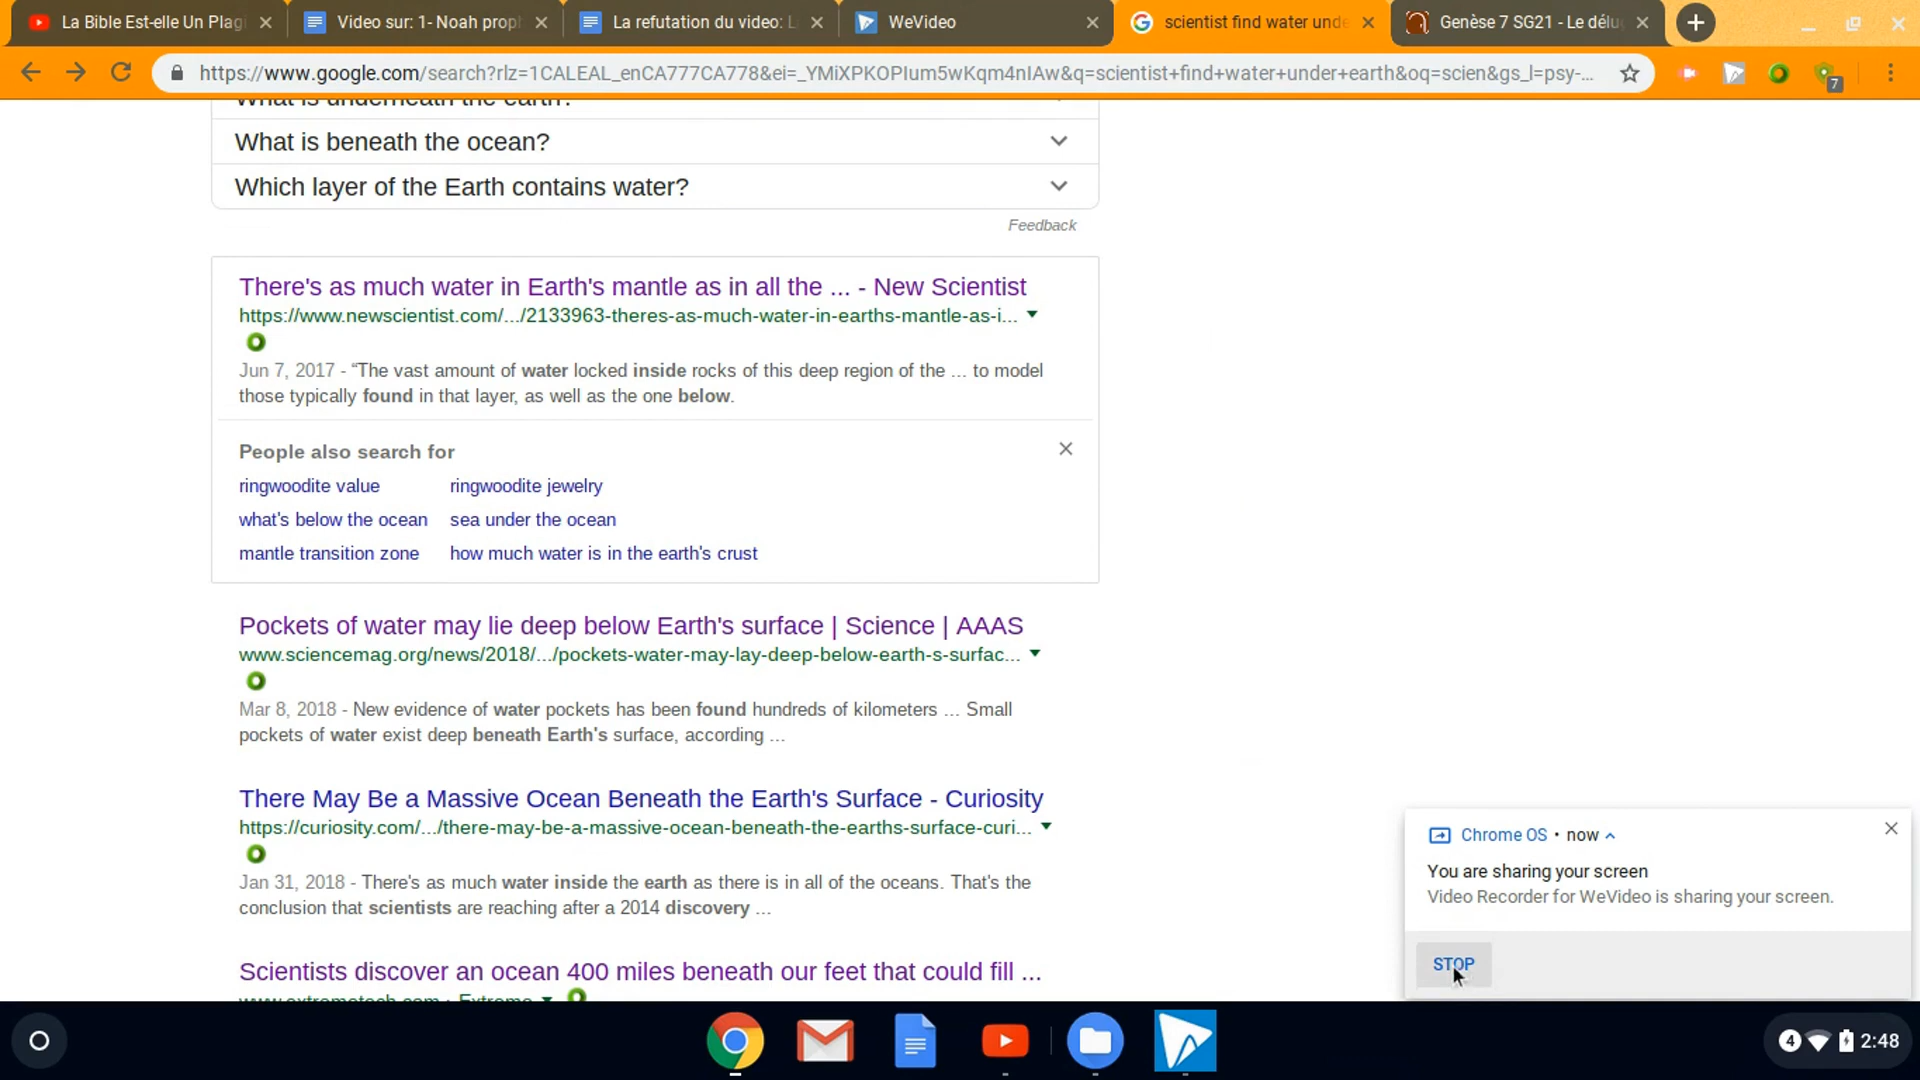 La Bible Est-elle Un Plagi
Video sur: 1- Noah prop
La refutation du video: L
WeVideo
scientist find water unde
Genèse 7 SG21 - Le délu
https://www.google.com/search?rlz=1CALEAL_enCA777CA778&ei=_YMiXPKOPIum5wKqm4nIAw&q=scientist+find+water+under+earth&oq=scien&gs_l=psy-...
7
What is underneath the earth?
What is beneath the ocean?
Which layer of the Earth contains water?
Feedback
There's as much water in Earth's mantle as in all the ... - New Scientist
https://www.newscientist.com/.../2133963-theres-as-much-water-in-earths-mantle-as-i...
Jun 7, 2017 - “The vast amount of water locked inside rocks of this deep region of the ... to model
those typically found in that layer, as well as the one below.
People also search for
ringwoodite value
ringwoodite jewelry
what's below the ocean
sea under the ocean
mantle transition zone
how much water is in the earth's crust
Pockets of water may lie deep below Earth's surface | Science | AAAS
www.sciencemag.org/news/2018/.../pockets-water-may-lay-deep-below-earth-s-surfac...
Mar 8, 2018 - New evidence of water pockets has been found hundreds of kilometers ... Small
pockets of water exist deep beneath Earth's surface, according ...
There May Be a Massive Ocean Beneath the Earth's Surface - Curiosity
https://curiosity.com/.../there-may-be-a-massive-ocean-beneath-the-earths-surface-curi...
Jan 31, 2018 - There's as much water inside the earth as there is in all of the oceans. That's the
conclusion that scientists are reaching after a 2014 discovery ...
Scientists discover an ocean 400 miles beneath our feet that could fill ...
www.extremetech.com › Extreme
Chrome OS • now
You are sharing your screen
Video Recorder for WeVideo is sharing your screen.
STOP
4
2:48